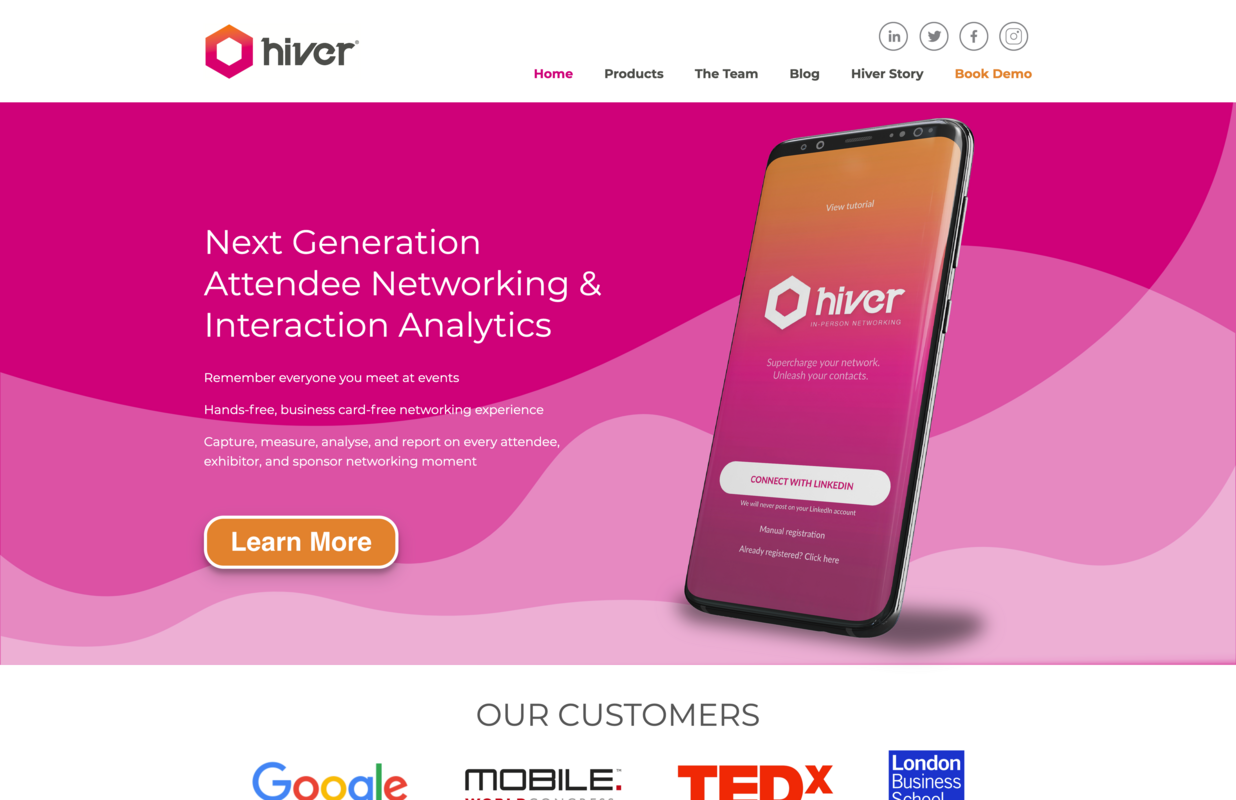 hiver
Home Products The Team Blog Hiver Story Book Demo
Next Generation
Attendee Networking &
Interaction Analytics
Remember everyone you meet at events
Hands-free, business card-free networking experience
Capture, measure, analyse, and report on every attendee,
exhibitor, and sponsor networking moment
Learn More
View tutorial
hiver
IN-PERSON NETWORKING
Supercharge your network.
Unleash your contacts.
CONNECT WITH LINKEDIN
We will never post on your LinkedIn account
Manual registration
Already registered? Click here
OUR CUSTOMERS
Google
MOBILE.
WORLD CONGRESS
TEDx
London
Business
School